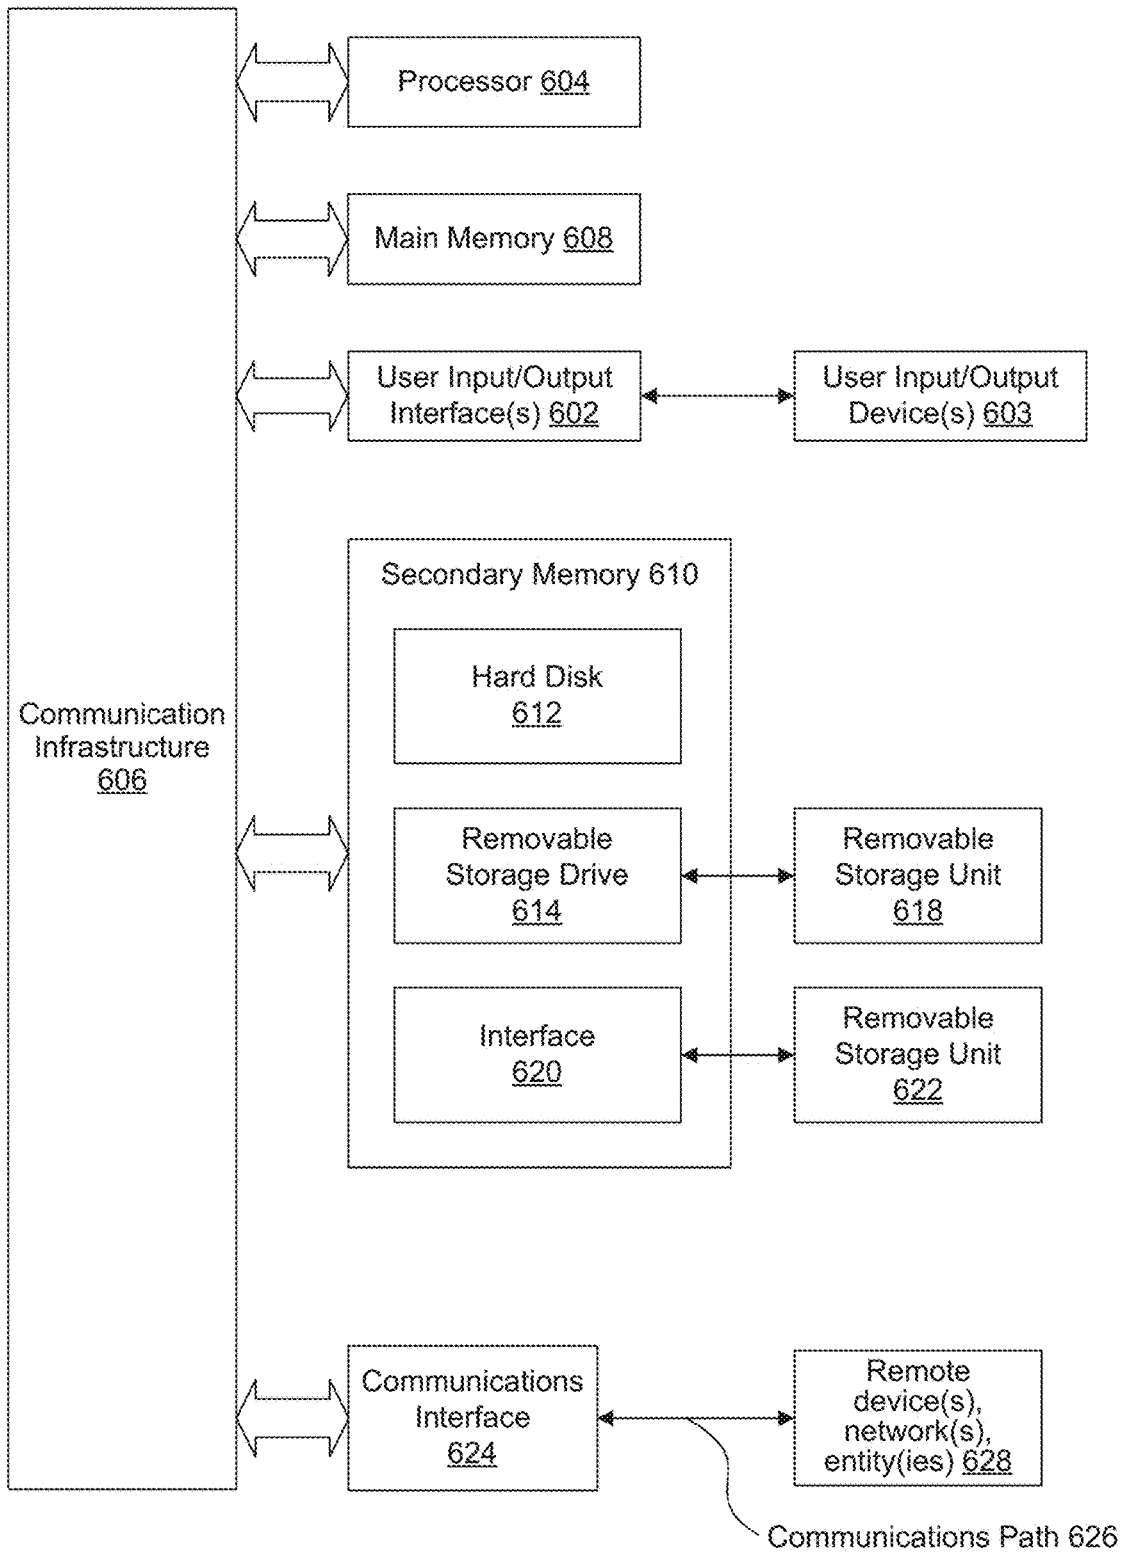 Processor 604
Main Memory 608
User Input/Output
Interface(s) 602
User Input/Output
Device(s) 603
Secondary Memory 610
Hard Disk
612
Communication
Infrastructure
606
Removable
Storage Drive
614
Removable
Storage Unit
618
Interface
620
Removable
Storage Unit
622
Communications
Interface
624
Remote
device(s),
network(s),
entity(ies) 628
Communications Path 626